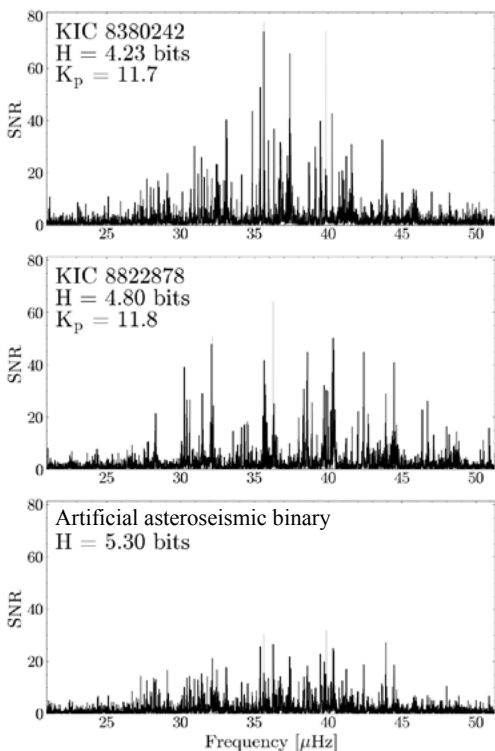 KIC 8380242
H = 4.23 bits
Kp = 11.7
SNR
80
60
40
20
0
25 30 35 40 45 50
KIC 8822878
H = 4.80 bits
Kp = 11.8
SNR
80
60
40
20
0
25 30 35 40 45 50
Artificial asteroseismic binary
H = 5.30 bits
SNR
80
60
40
20
0
25 30 35 40 45 50
Frequency [μHz]